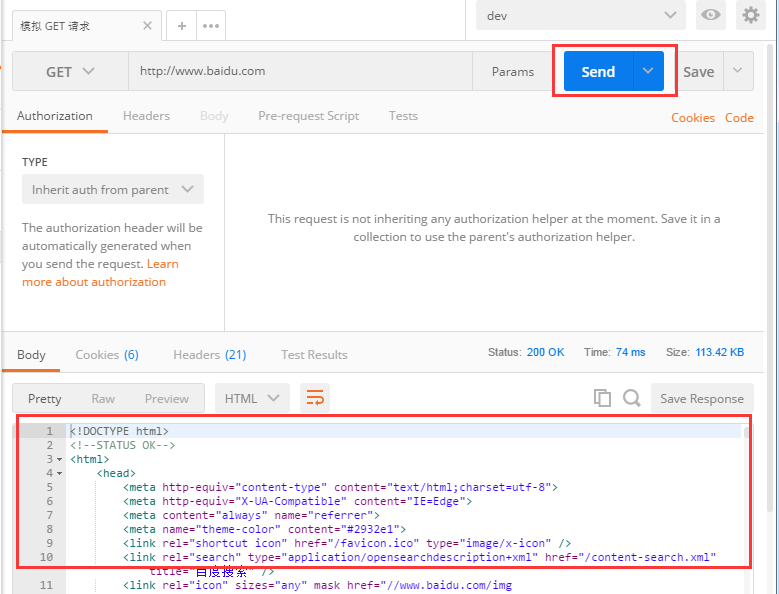 模拟 GET 请求
dev
GET http://www.baidu.com Params Send Save
Authorization Headers Body Pre-request Script Tests Cookies Code
TYPE
Inherit auth from parent
The authorization header will be
automatically generated when
you send the request. Learn
more about authorization
This request is not inheriting any authorization helper at the moment. Save it in a
collection to use the parent's authorization helper.
Body Cookies (6) Headers (21) Test Results Status: 200 OK Time: 74 ms Size: 113.42 KB
Pretty Raw Preview HTML Save Response
1 <!DOCTYPE html>
2 <!--STATUS OK-->
3 <html>
4 <head>
5 <meta http-equiv="content-type" content="text/html;charset=utf-8">
6 <meta http-equiv="X-UA-Compatible" content="IE=Edge">
7 <meta content="always" name="referrer">
8 <meta name="theme-color" content="#2932e1">
9 <link rel="shortcut icon" href="/favicon.ico" type="image/x-icon" />
10 <link rel="search" type="application/opensearchdescription+xml" href="/content-search.xml"
title="百度搜索" />
11 <link rel="icon" sizes="any" mask href="//www.baidu.com/img